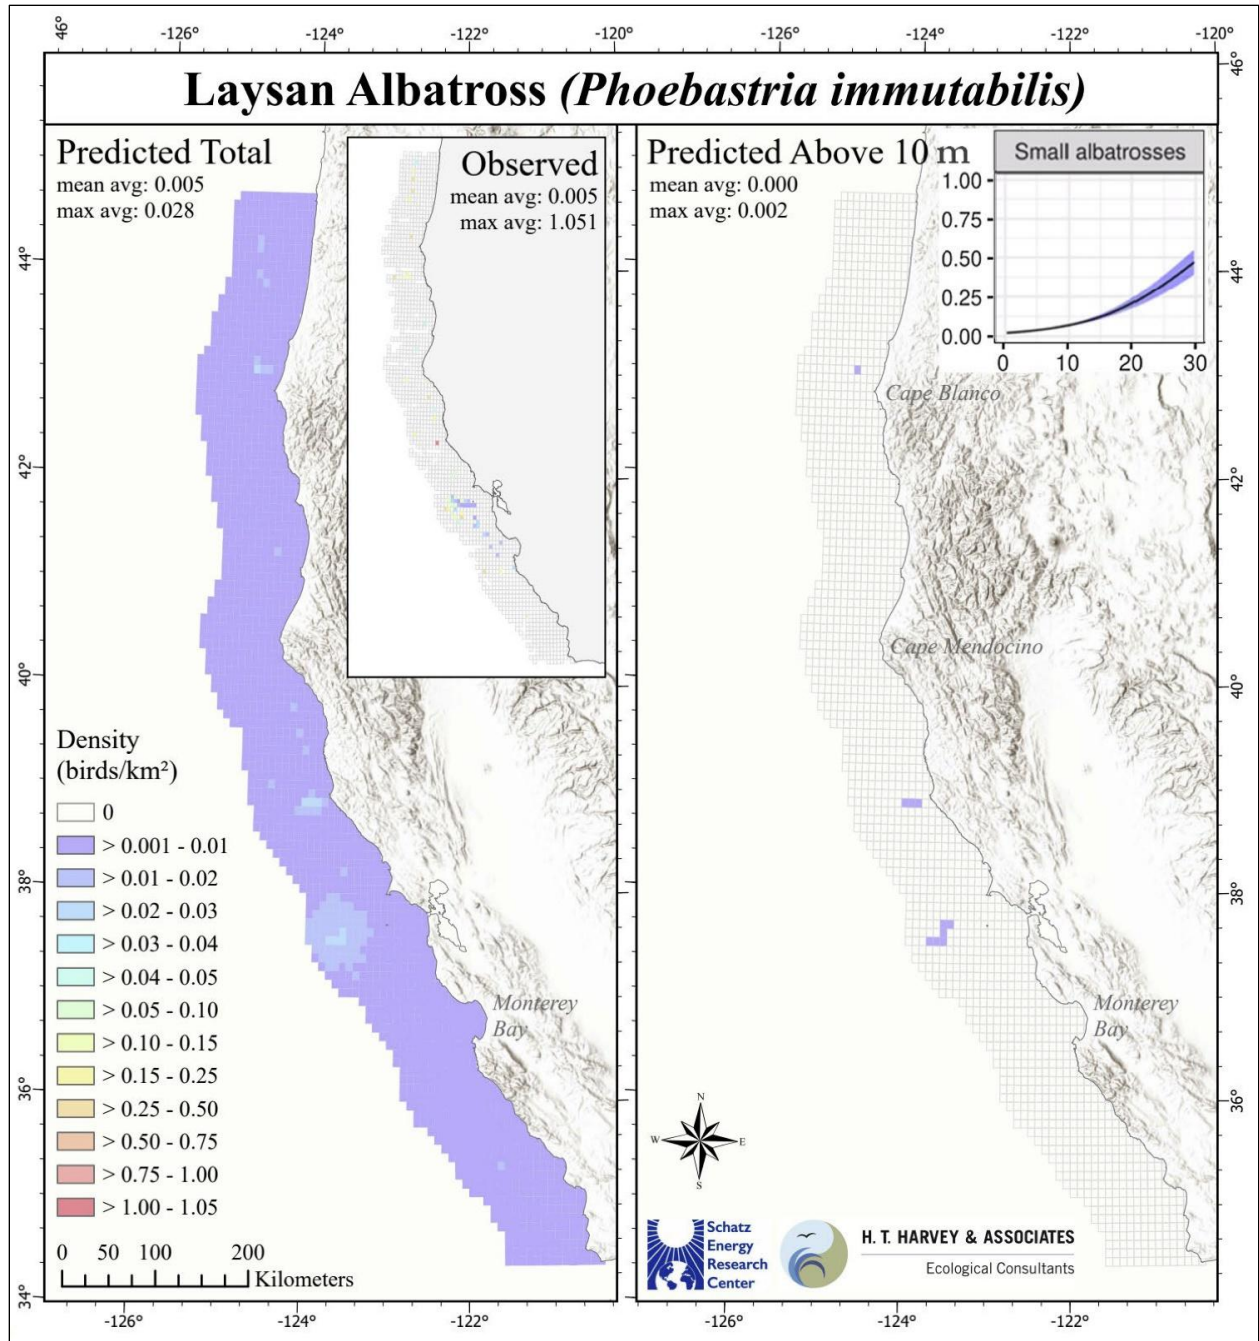 46°
-126°
-124°
-122°
-120°
-126°
-124°
-122°
-120°
46°
Laysan Albatross (Phoebastria immutabilis)
Predicted Total
mean avg: 0.005
max avg: 0.028
Observed
mean avg: 0.005
max avg: 1.051
Predicted Above 10 m
mean avg: 0.000
max avg: 0.002
Small albatrosses
1.00
0.75
0.50
0.25
0.00
0
10
20
30
44°
44°
Cape Blanco
42°
42°
Cape Mendocino
40°
40°
Density
(birds/km²)
0
> 0.001 - 0.01
> 0.01 - 0.02
> 0.02 - 0.03
> 0.03 - 0.04
> 0.04 - 0.05
> 0.05 - 0.10
> 0.10 - 0.15
> 0.15 - 0.25
> 0.25 - 0.50
> 0.50 - 0.75
> 0.75 - 1.00
> 1.00 - 1.05
38°
38°
Monterey
Bay
Monterey
Bay
36°
36°
N
W
E
S
0
50
100
200
Kilometers
Schatz
Energy
Research
Center
H. T. HARVEY & ASSOCIATES
Ecological Consultants
34°
-126°
-124°
-122°
-126°
-124°
-122°